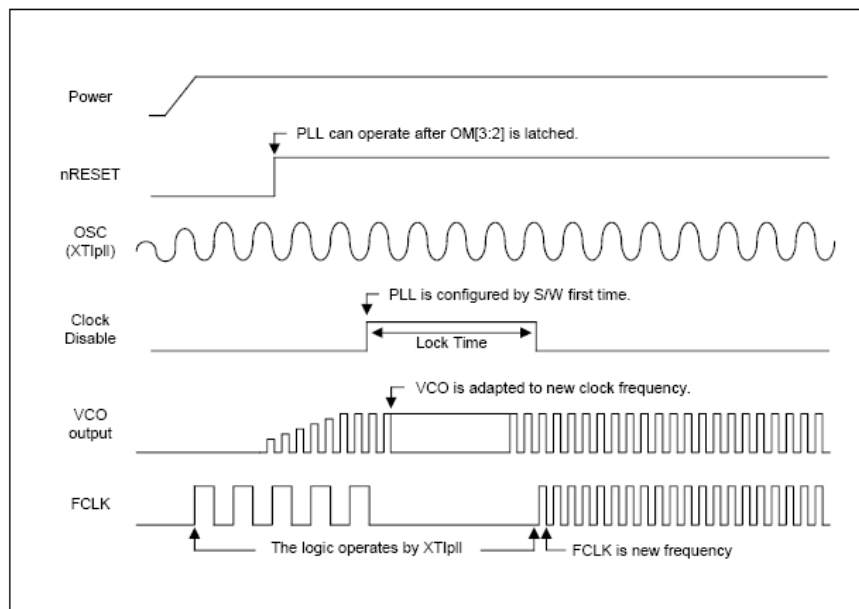 Power
PLL can operate after OM[3:2] is latched.
nRESET
OSC
(XTIpll)
PLL is configured by S/W first time.
Clock
Disable
Lock Time
VCO is adapted to new clock frequency.
VCO
output
FCLK
The logic operates by XTIpll
FCLK is new frequency